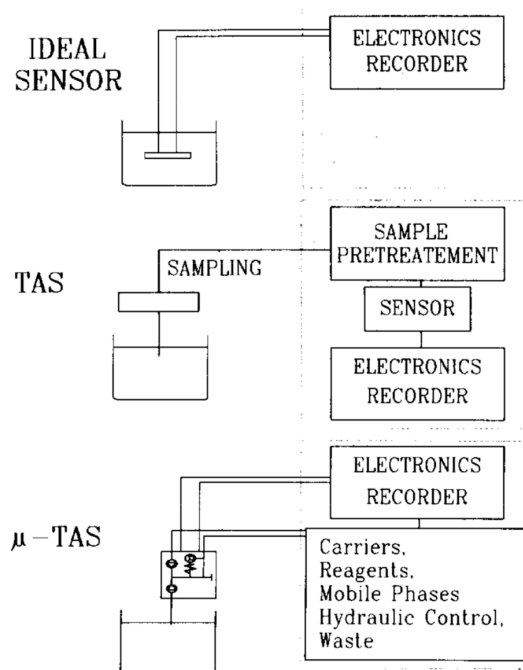 IDEAL
SENSOR
ELECTRONICS
RECORDER
TAS
SAMPLING
SAMPLE
PRETREATEMENT
SENSOR
ELECTRONICS
RECORDER
μ-TAS
ELECTRONICS
RECORDER
Carriers,
Reagents,
Mobile Phases
Hydraulic Control,
Waste